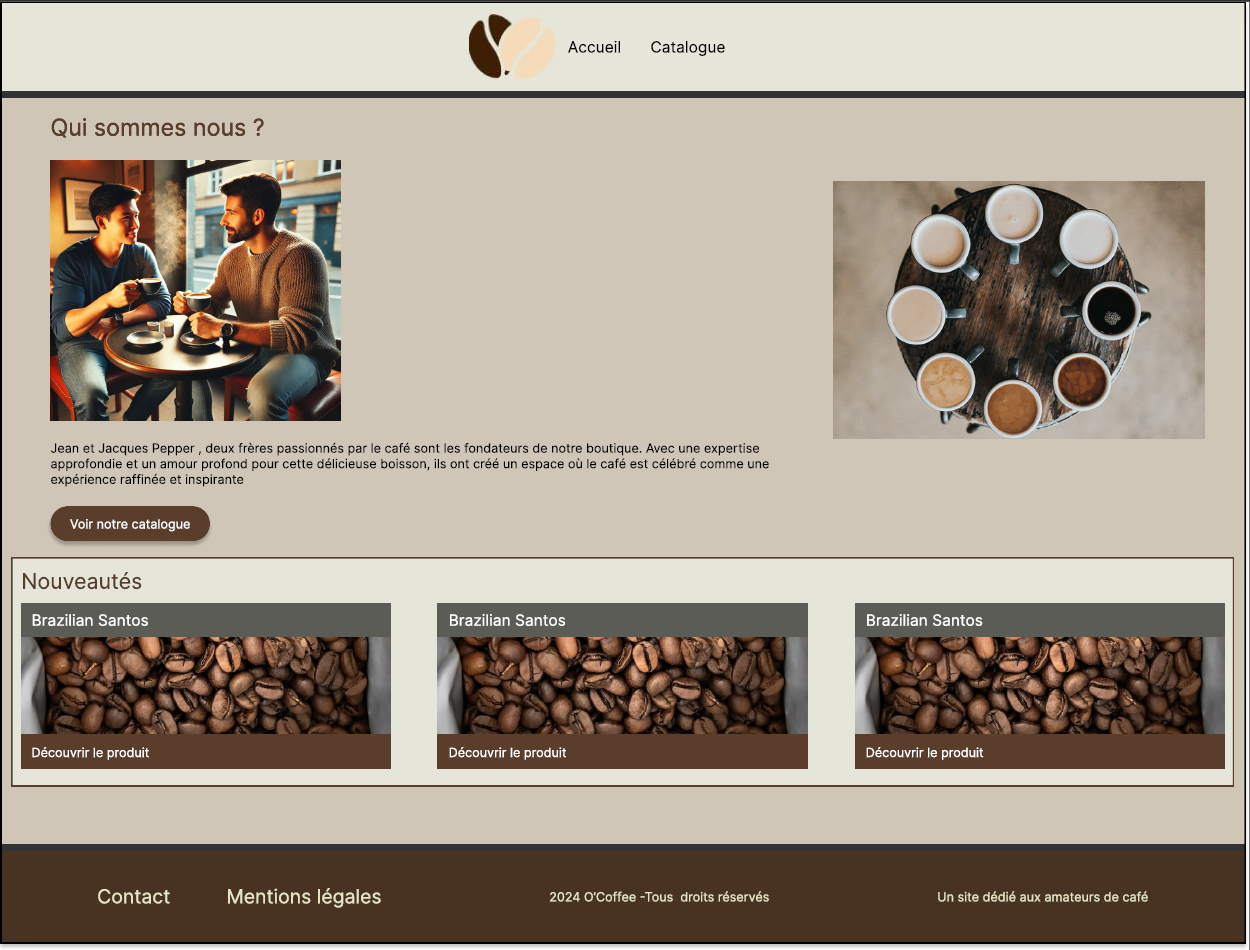 Accueil Catalogue
Qui sommes nous ?
Jean et Jacques Pepper , deux frères passionnés par le café sont les fondateurs de notre boutique. Avec une expertise
approfondie et un amour profond pour cette délicieuse boisson, ils ont créé un espace où le café est célébré comme une
expérience raffinée et inspirante
Voir notre catalogue
Nouveautés
Brazilian Santos
Découvrir le produit
Brazilian Santos
Découvrir le produit
Brazilian Santos
Découvrir le produit
Contact Mentions légales 2024 O’Coffee -Tous  droits réservés Un site dédié aux amateurs de café